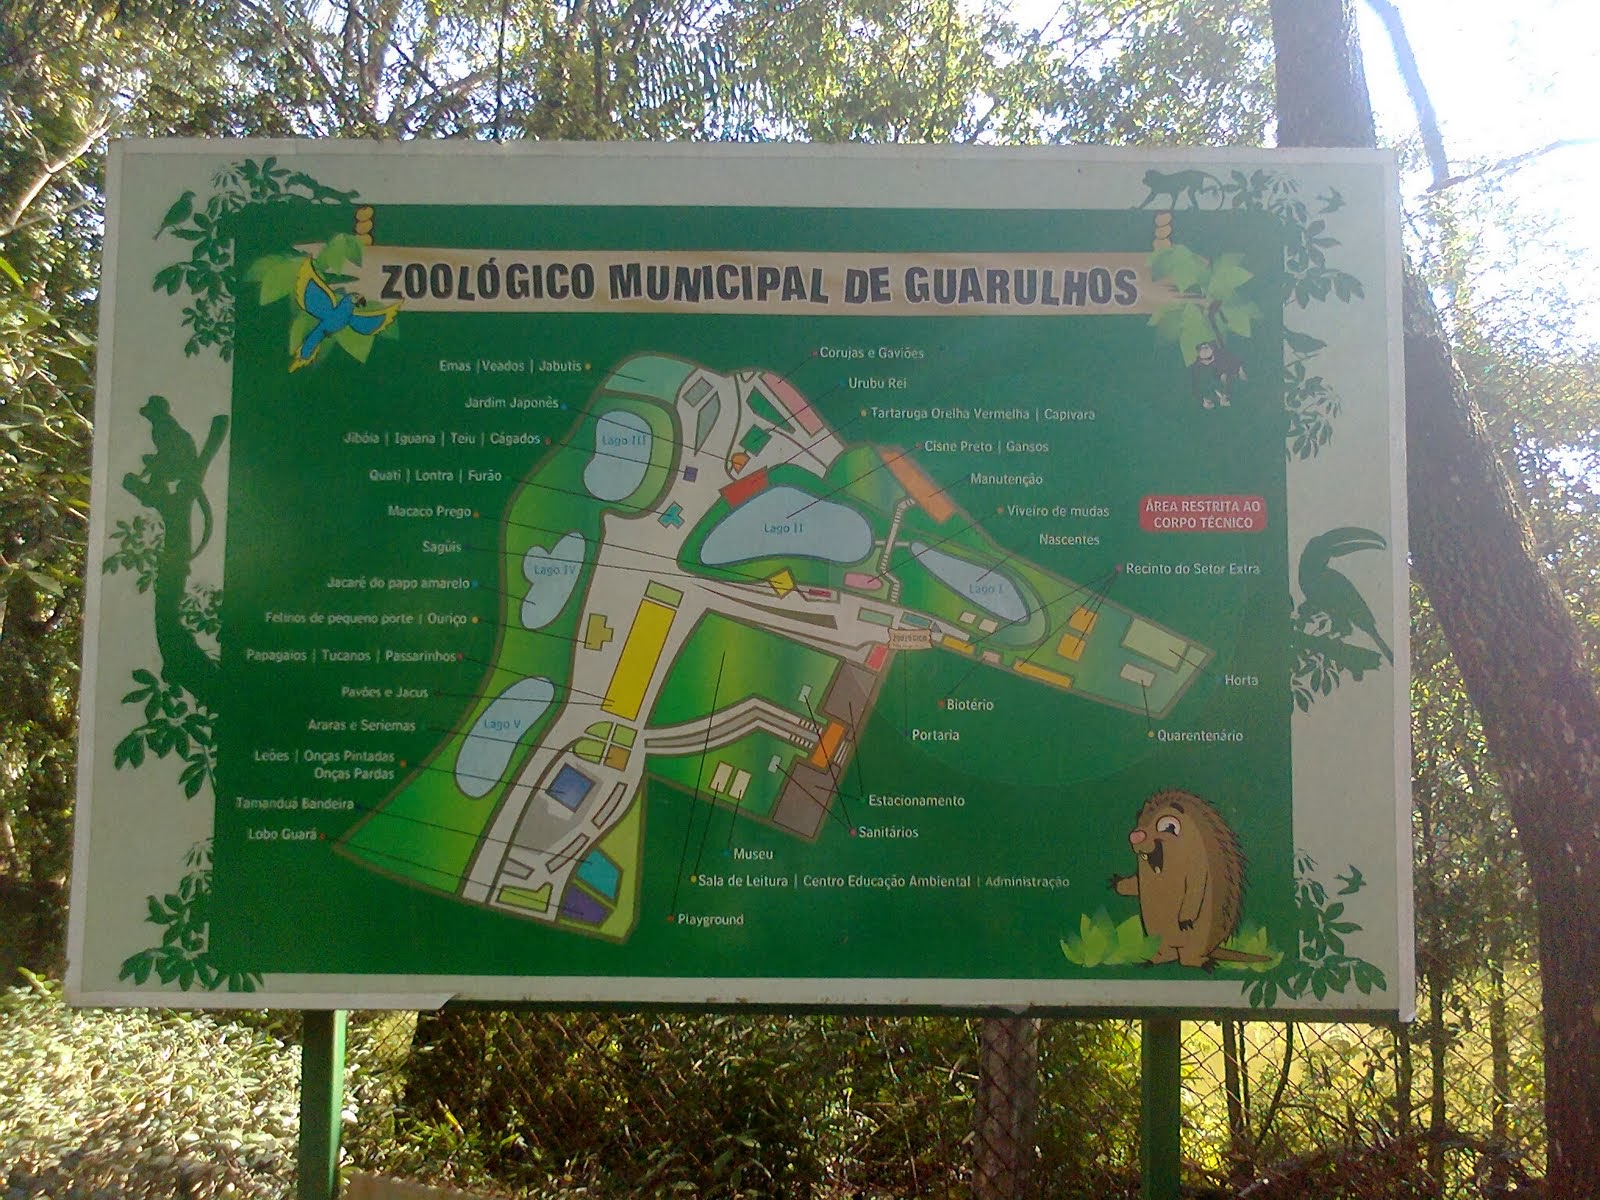 ZOOLÓGICO MUNICIPAL DE GUARULHOS
Emas | Veados | Jabutis
Jardim Japonês
Jibóia | Iguana | Teiu | Cágados
Quati | Lontra | Furão
Macaco Prego
Sagüis
Jacaré do papo amarelo
Felinos de pequeno porte | Ouriço
Papagaios | Tucanos | Passarinhos
Pavões e Jacus
Araras e Seriemas
Leões | Onças Pintadas
Onças Pardas
Tamanduá Bandeira
Lobo Guará
Lago III
Lago II
Lago IV
Lago I
Lago V
ZOOLÓGICO
Corujas e Gaviões
Urubu Rei
Tartaruga Orelha Vermelha | Capivara
Cisne Preto | Gansos
Manutenção
Viveiro de mudas
Nascentes
ÁREA RESTRITA AO
CORPO TÉCNICO
Recinto do Setor Extra
Horta
Quarentenário
Biotério
Portaria
Estacionamento
Sanitários
Museu
Sala de Leitura | Centro Educação Ambiental | Administração
Playground